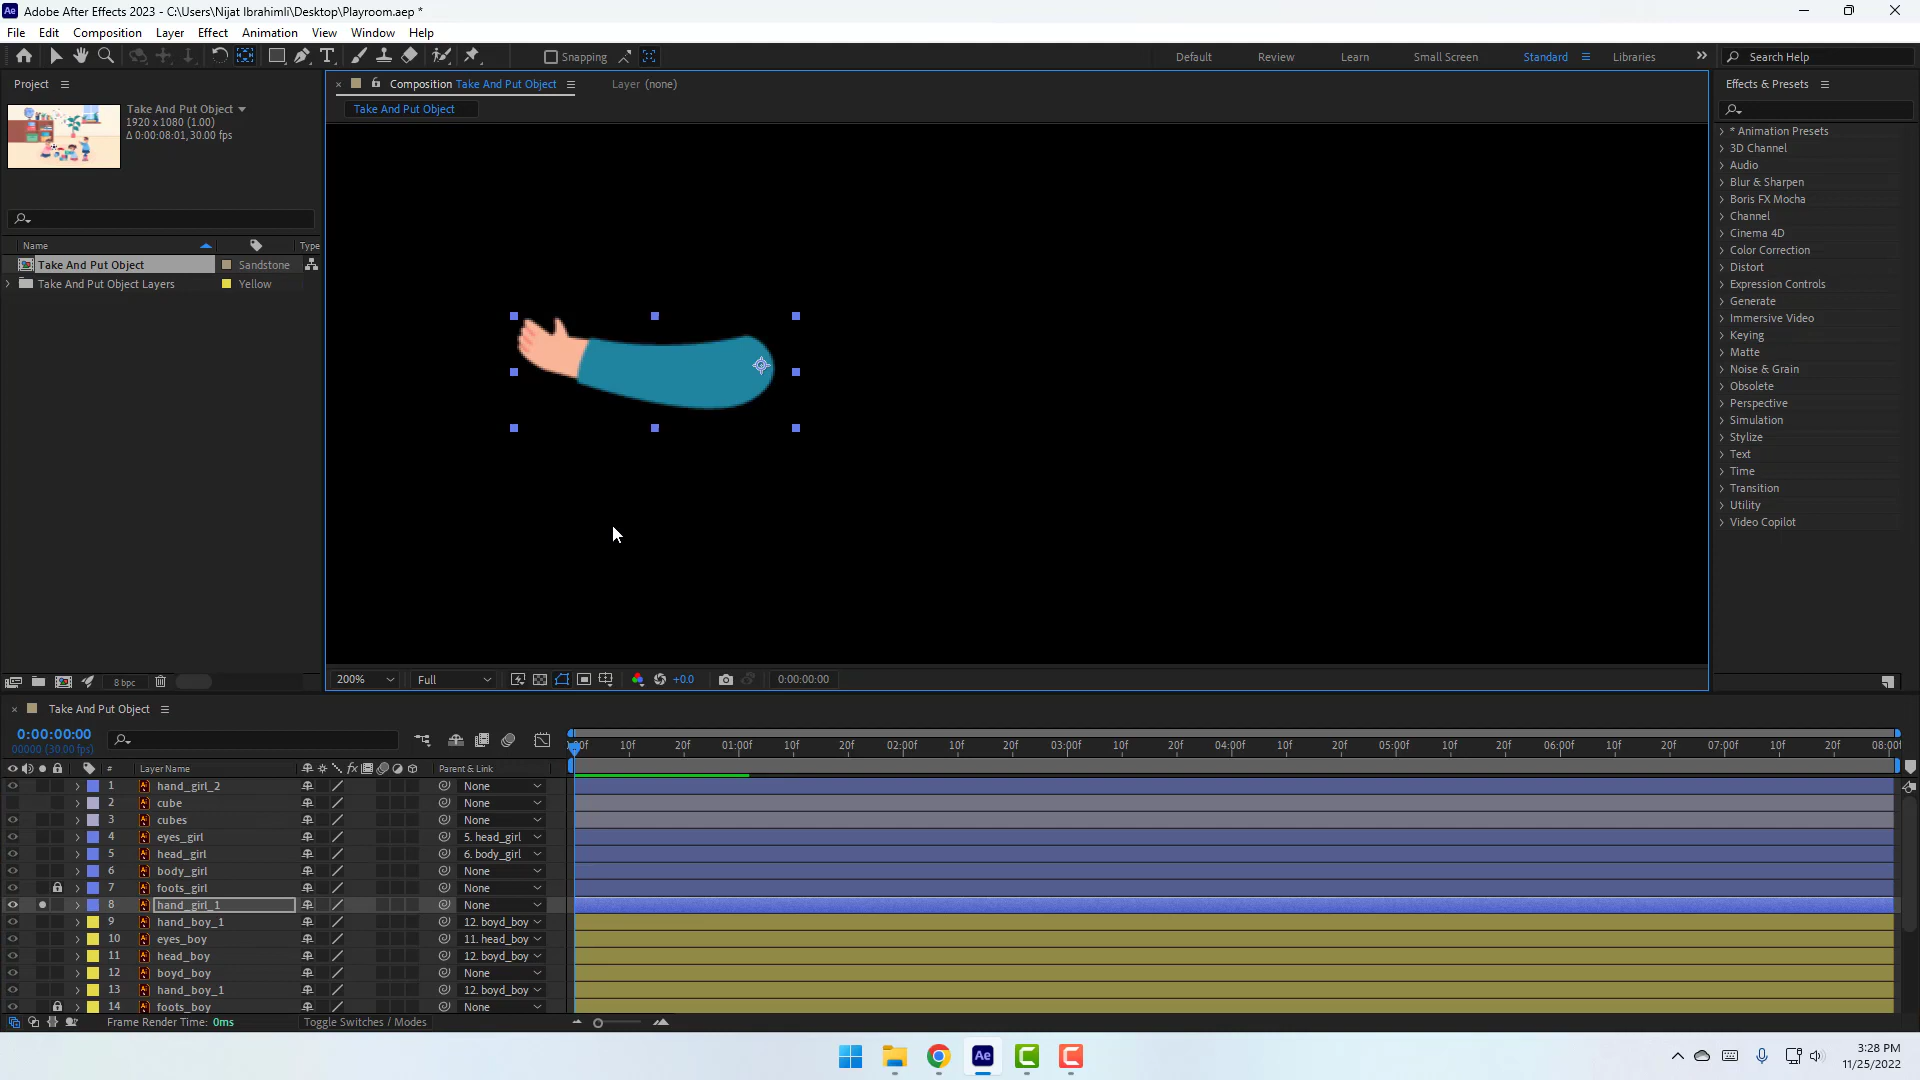 Adobe After Effects 2023 - C:\Users\Nijat Ibrahimli\Desktop\Playroom.aep *
File Edit Composition Layer Effect Animation View Window Help
Snapping Default Review Learn Small Screen Standard Libraries Search Help
Project
Take And Put Object
1920 x 1080 (1.00)
Δ 0:00:08:01, 30.00 fps
Name Type
Take And Put Object Sandstone
Take And Put Object Layers Yellow
8 bpc
Composition Take And Put Object Layer (none)
Take And Put Object
200% Full +0.0 0:00:00:00
Effects & Presets
* Animation Presets
3D Channel
Audio
Blur & Sharpen
Boris FX Mocha
Channel
Cinema 4D
Color Correction
Distort
Expression Controls
Generate
Immersive Video
Keying
Matte
Noise & Grain
Obsolete
Perspective
Simulation
Stylize
Text
Time
Transition
Utility
Video Copilot
Take And Put Object
0:00:00:00
00000 (30.00 fps)
10f 20f 01:00f 10f 20f 02:00f 10f 20f 03:00f 10f 20f 04:00f 10f 20f 05:00f 10f 20f 06:00f 10f 20f 07:00f 10f 20f 08:00f
# Layer Name fx Parent & Link
1 hand_girl_2 None
2 cube None
3 cubes None
4 eyes_girl 5. head_girl
5 head_girl 6. body_girl
6 body_girl None
7 foots_girl None
8 hand_girl_1 None
9 hand_boy_1 12. boyd_boy
10 eyes_boy 11. head_boy
11 head_boy 12. boyd_boy
12 boyd_boy None
13 hand_boy_1 12. boyd_boy
14 foots_boy None
Frame Render Time: 0ms Toggle Switches / Modes
3:28 PM
11/25/2022